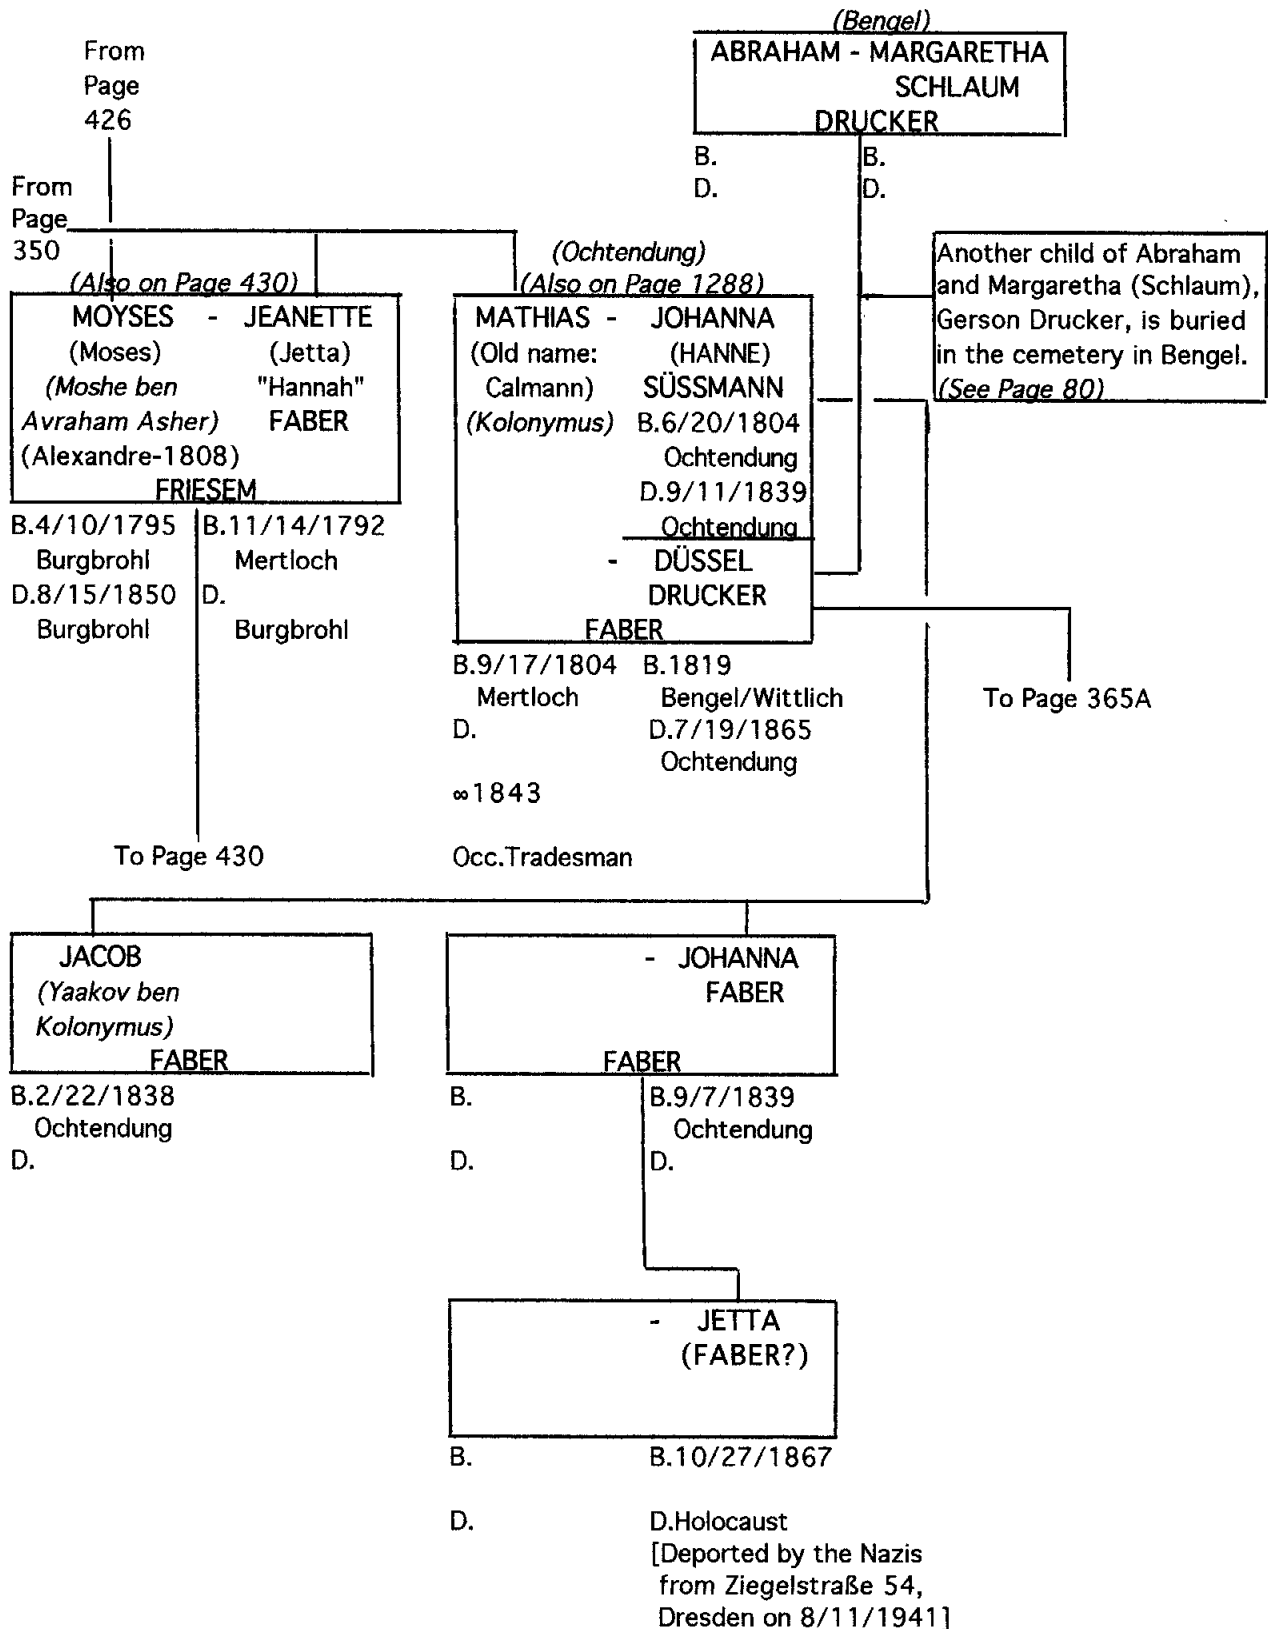 From
Page
426
(Bengel)
ABRAHAM - MARGARETHA
SCHLAUM
DRUCKER
B. B.
D. D.
From
Page
350
(Also on Page 430)
MOYSES - JEANETTE
(Moses) (Jetta)
(Moshe ben "Hannah"
Avraham Asher) FABER
(Alexandre-1808)
FRIESEM
B.4/10/1795 B.11/14/1792
Burgbrohl Mertloch
D.8/15/1850 D.
Burgbrohl Burgbrohl
To Page 430
(Ochtendung)
(Also on Page 1288)
MATHIAS - JOHANNA
(Old name: (HANNE)
Calmann) SÜSSMANN
(Kolonymus) B.6/20/1804
Ochtendung
D.9/11/1839
Ochtendung
- DÜSSEL
DRUCKER
FABER
B.9/17/1804 B.1819
Mertloch Bengel/Wittlich
D. D.7/19/1865
Ochtendung
∞1843
Occ.Tradesman
Another child of Abraham
and Margaretha (Schlaum),
Gerson Drucker, is buried
in the cemetery in Bengel.
(See Page 80)
To Page 365A
JACOB
(Yaakov ben
Kolonymus)
FABER
B.2/22/1838
Ochtendung
D.
- JOHANNA
FABER
FABER
B. B.9/7/1839
Ochtendung
D. D.
- JETTA
(FABER?)
B. B.10/27/1867
D. D.Holocaust
[Deported by the Nazis
from Ziegelstraße 54,
Dresden on 8/11/1941]